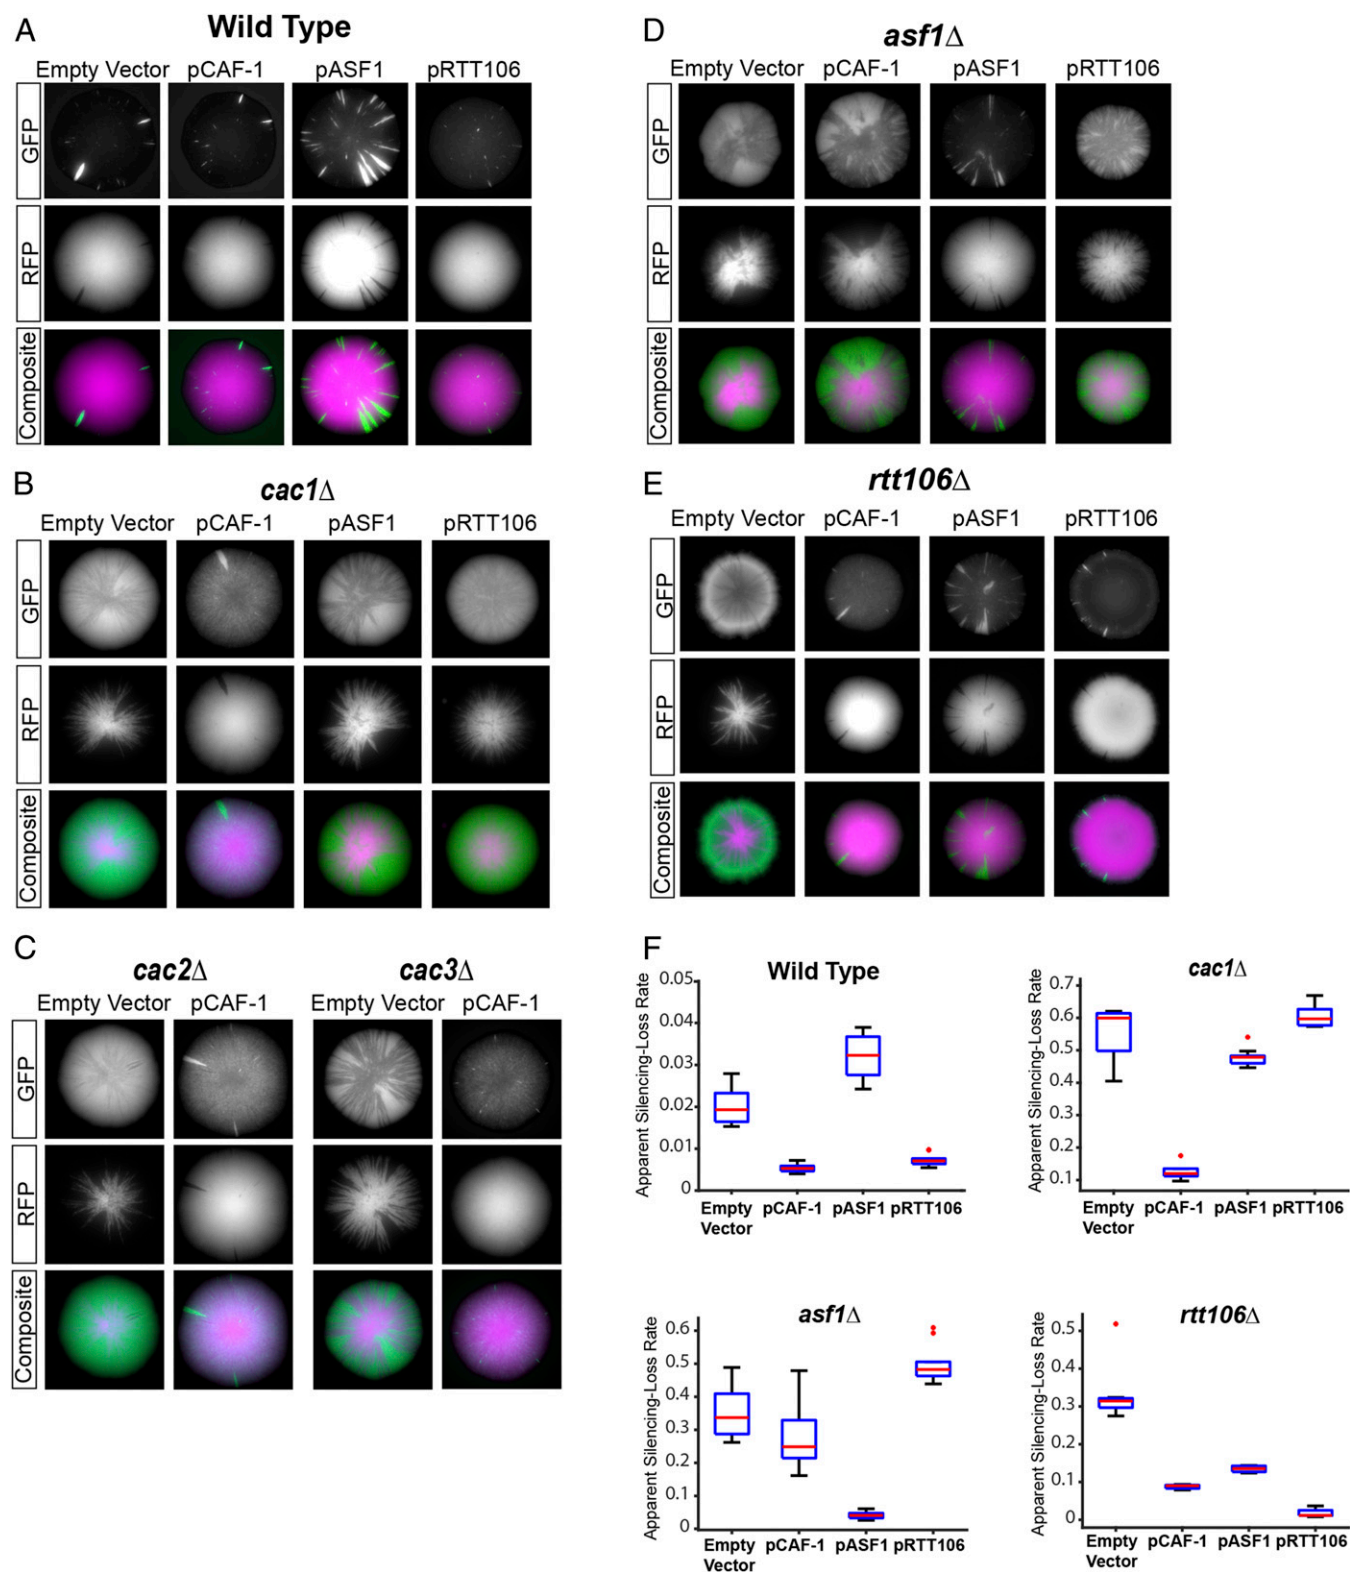 A
Wild Type
Empty Vector pCAF-1 pASF1 pRTT106
GFP
RFP
Composite
B
cac1Δ
Empty Vector pCAF-1 pASF1 pRTT106
GFP
RFP
Composite
C
cac2Δ cac3Δ
Empty Vector pCAF-1 Empty Vector pCAF-1
GFP
RFP
Composite
D
asf1Δ
Empty Vector pCAF-1 pASF1 pRTT106
GFP
RFP
Composite
E
rtt106Δ
Empty Vector pCAF-1 pASF1 pRTT106
GFP
RFP
Composite
F
Wild Type
Apparent Silencing-Loss Rate
0.05
0.04
0.03
0.02
0.01
0
Empty Vector pCAF-1 pASF1 pRTT106
cac1Δ
Apparent Silencing-Loss Rate
0.7
0.6
0.5
0.4
0.3
0.2
0.1
Empty Vector pCAF-1 pASF1 pRTT106
asf1Δ
Apparent Silencing-Loss Rate
0.6
0.5
0.4
0.3
0.2
0.1
0
Empty Vector pCAF-1 pASF1 pRTT106
rtt106Δ
Apparent Silencing-Loss Rate
0.5
0.3
0.2
0.1
0
Empty Vector pCAF-1 pASF1 pRTT106